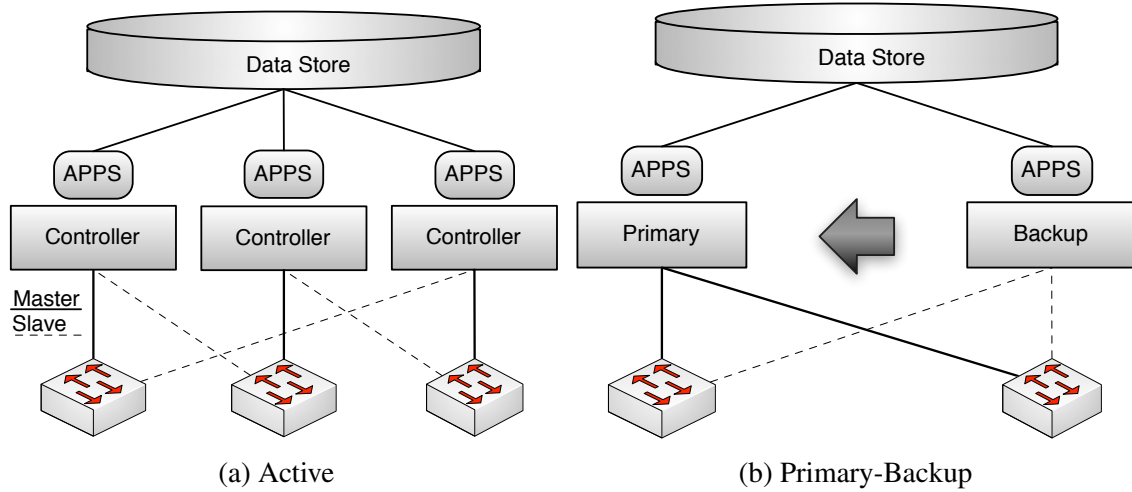 Data Store
APPS
APPS
APPS
Controller
Controller
Controller
Master
Slave
(a) Active
Data Store
APPS
APPS
Primary
Backup
(b) Primary-Backup